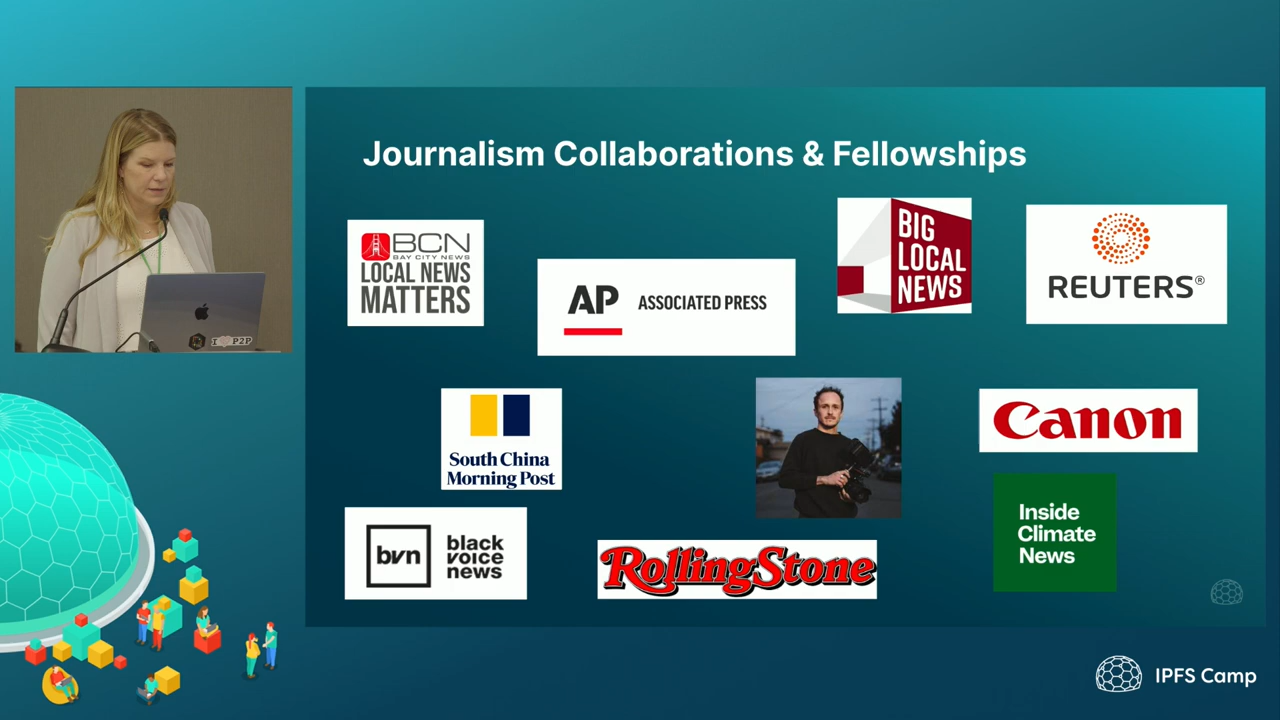 Journalism Collaborations & Fellowships
BCN
BAY CITY NEWS
LOCAL NEWS
MATTERS
AP ASSOCIATED PRESS
BIG
LOCAL
NEWS
REUTERS®
South China
Morning Post
Canon
bvn
black
voice
news
RollingStone
Inside
Climate
News
I P2P
IPFS Camp